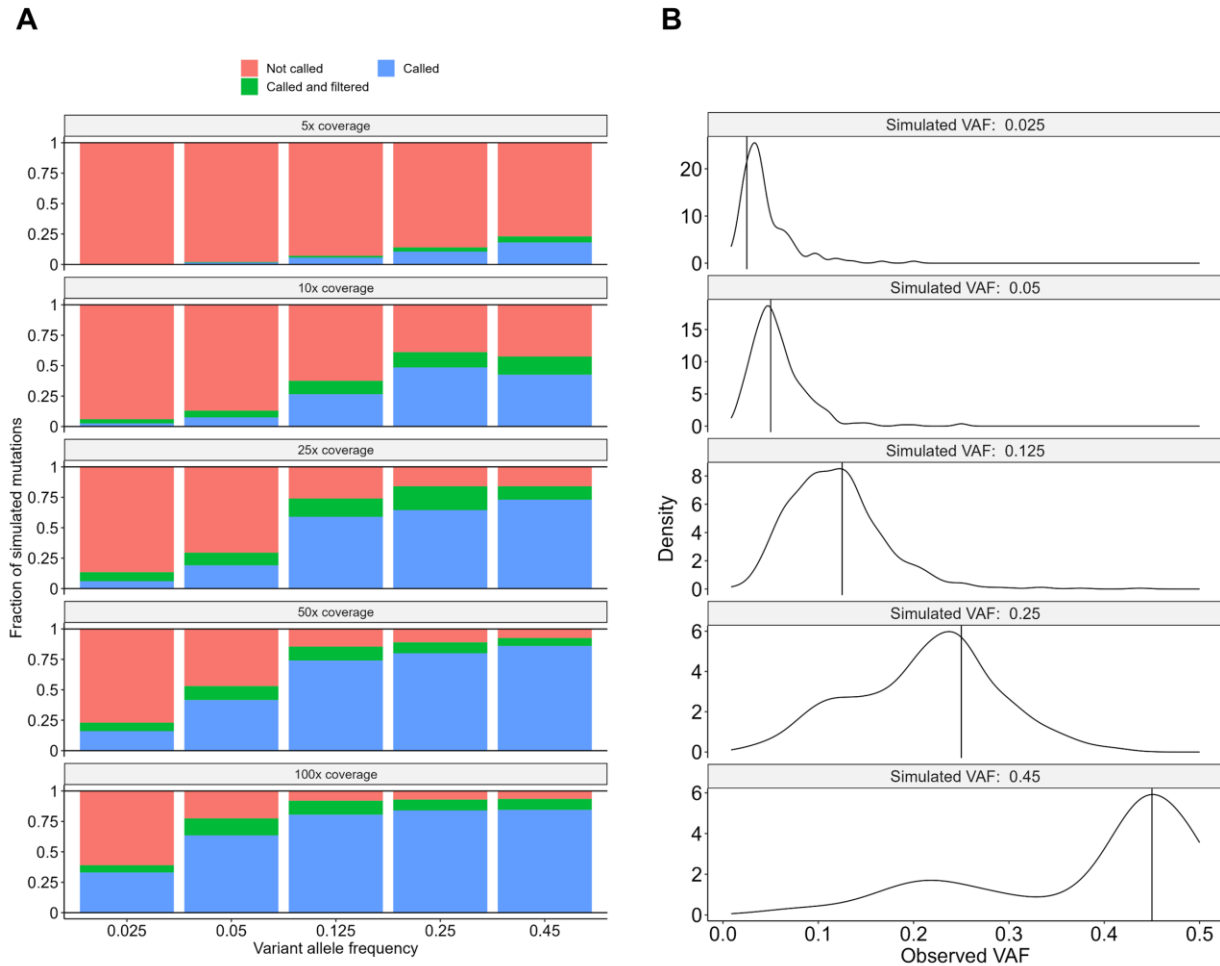 A
Not called
Called
Called and filtered
Fraction of simulated mutations
5x coverage
1
0.75
0.5
0.25
0
10x coverage
1
0.75
0.5
0.25
0
25x coverage
1
0.75
0.5
0.25
0
50x coverage
1
0.75
0.5
0.25
0
100x coverage
1
0.75
0.5
0.25
0
0.025 0.05 0.125 0.25 0.45
Variant allele frequency
B
Density
Simulated VAF: 0.025
20
10
0
Simulated VAF: 0.05
15
10
5
0
Simulated VAF: 0.125
8
6
4
2
0
Simulated VAF: 0.25
6
4
2
0
Simulated VAF: 0.45
6
4
2
0
0.0 0.1 0.2 0.3 0.4 0.5
Observed VAF